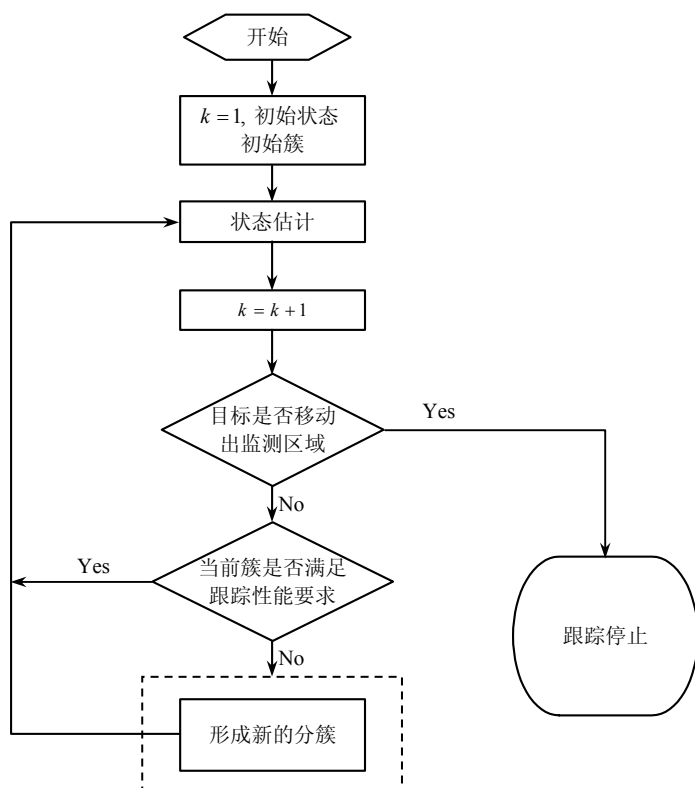 开始
k = 1, 初始状态
初始簇
状态估计
k = k + 1
目标是否移动
出监测区域
Yes
No
当前簇是否满足
跟踪性能要求
Yes
No
跟踪停止
形成新的分簇